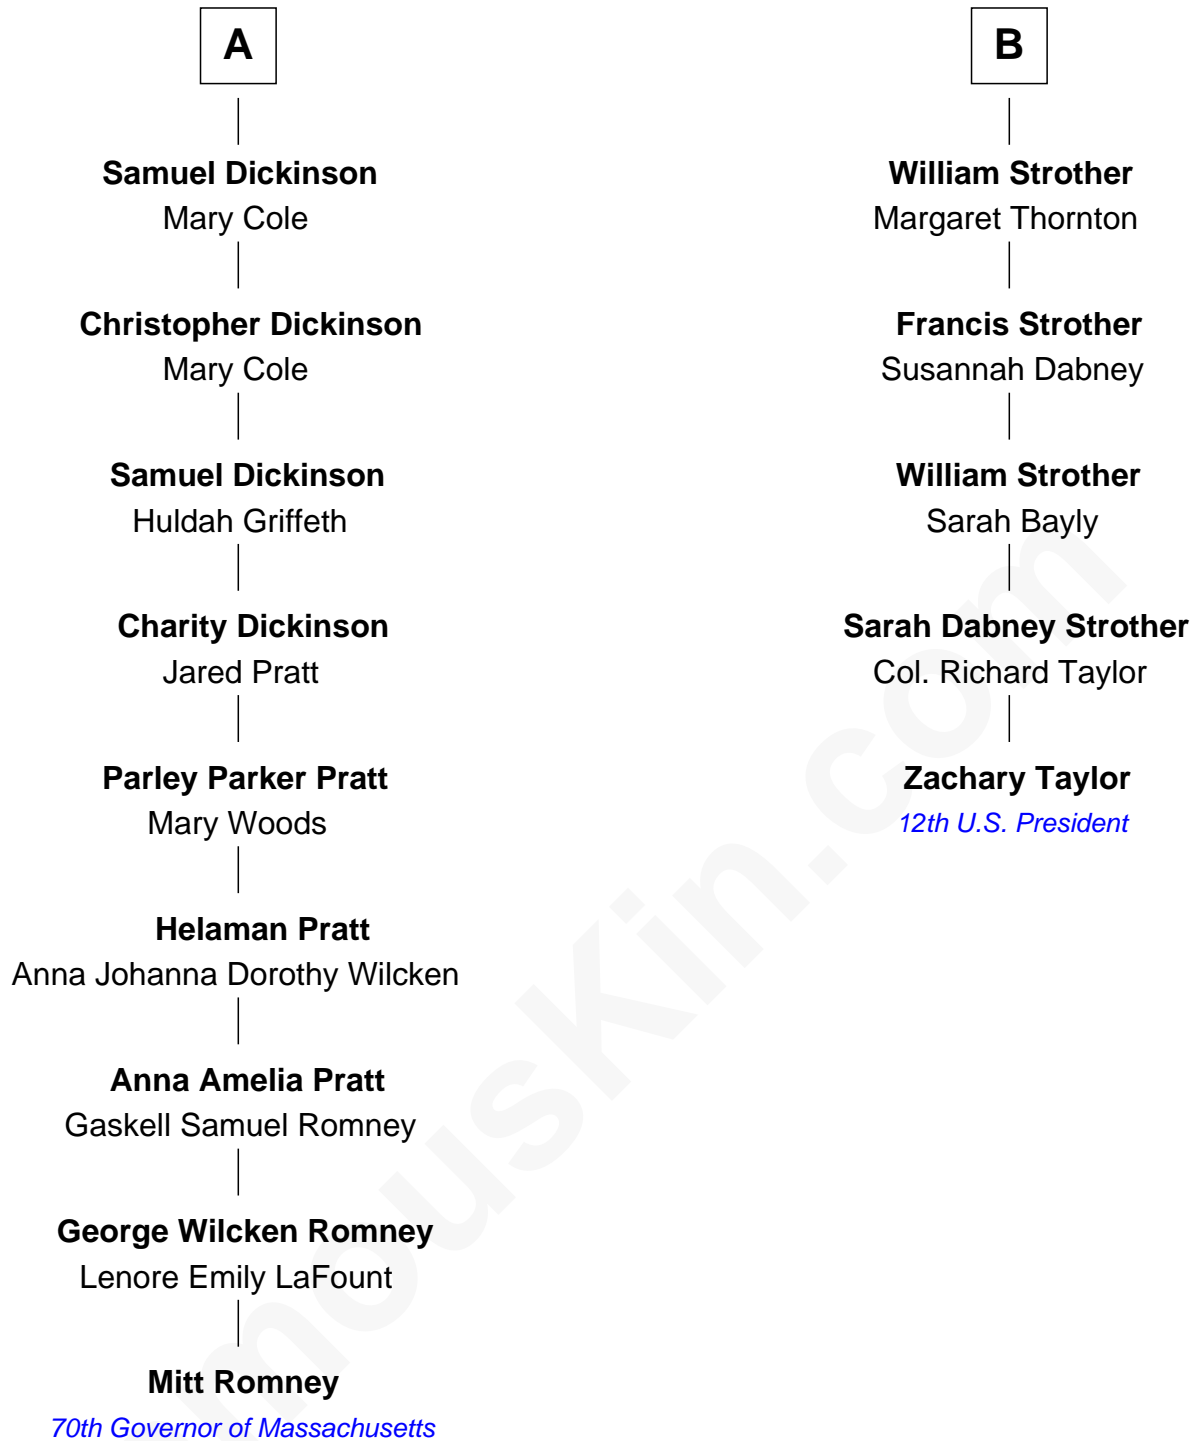 A
Samuel Dickinson
Mary Cole
Christopher Dickinson
Mary Cole
Samuel Dickinson
Huldah Griffeth
Charity Dickinson
Jared Pratt
Parley Parker Pratt
Mary Woods
Helaman Pratt
Anna Johanna Dorothy Wilcken
Anna Amelia Pratt
Gaskell Samuel Romney
George Wilcken Romney
Lenore Emily LaFount
Mitt Romney
70th Governor of Massachusetts
B
William Strother
Margaret Thornton
Francis Strother
Susannah Dabney
William Strother
Sarah Bayly
Sarah Dabney Strother
Col. Richard Taylor
Zachary Taylor
12th U.S. President
mousKin.com